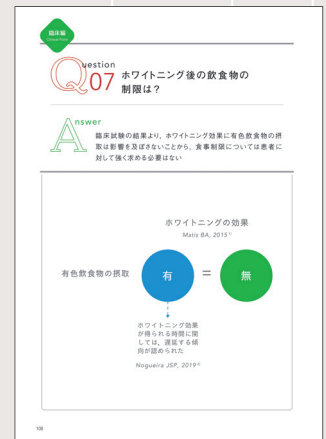 臨床編
Clinical Point
Question
07 ホワイトニング後の飲食物の
制限は？
Answer
臨床試験の結果より，ホワイトニング効果に有色飲食物の摂
取は影響を及ぼさないことから，食事制限については患者に
対して強く求める必要はない
ホワイトニングの効果
Matis BA, 2015¹⁾
有色飲食物の摂取 有 = 無
ホワイトニング効果
が得られる時間に関
しては，遅延する傾
向が認められた
Nogueira JSP, 2019²⁾
108